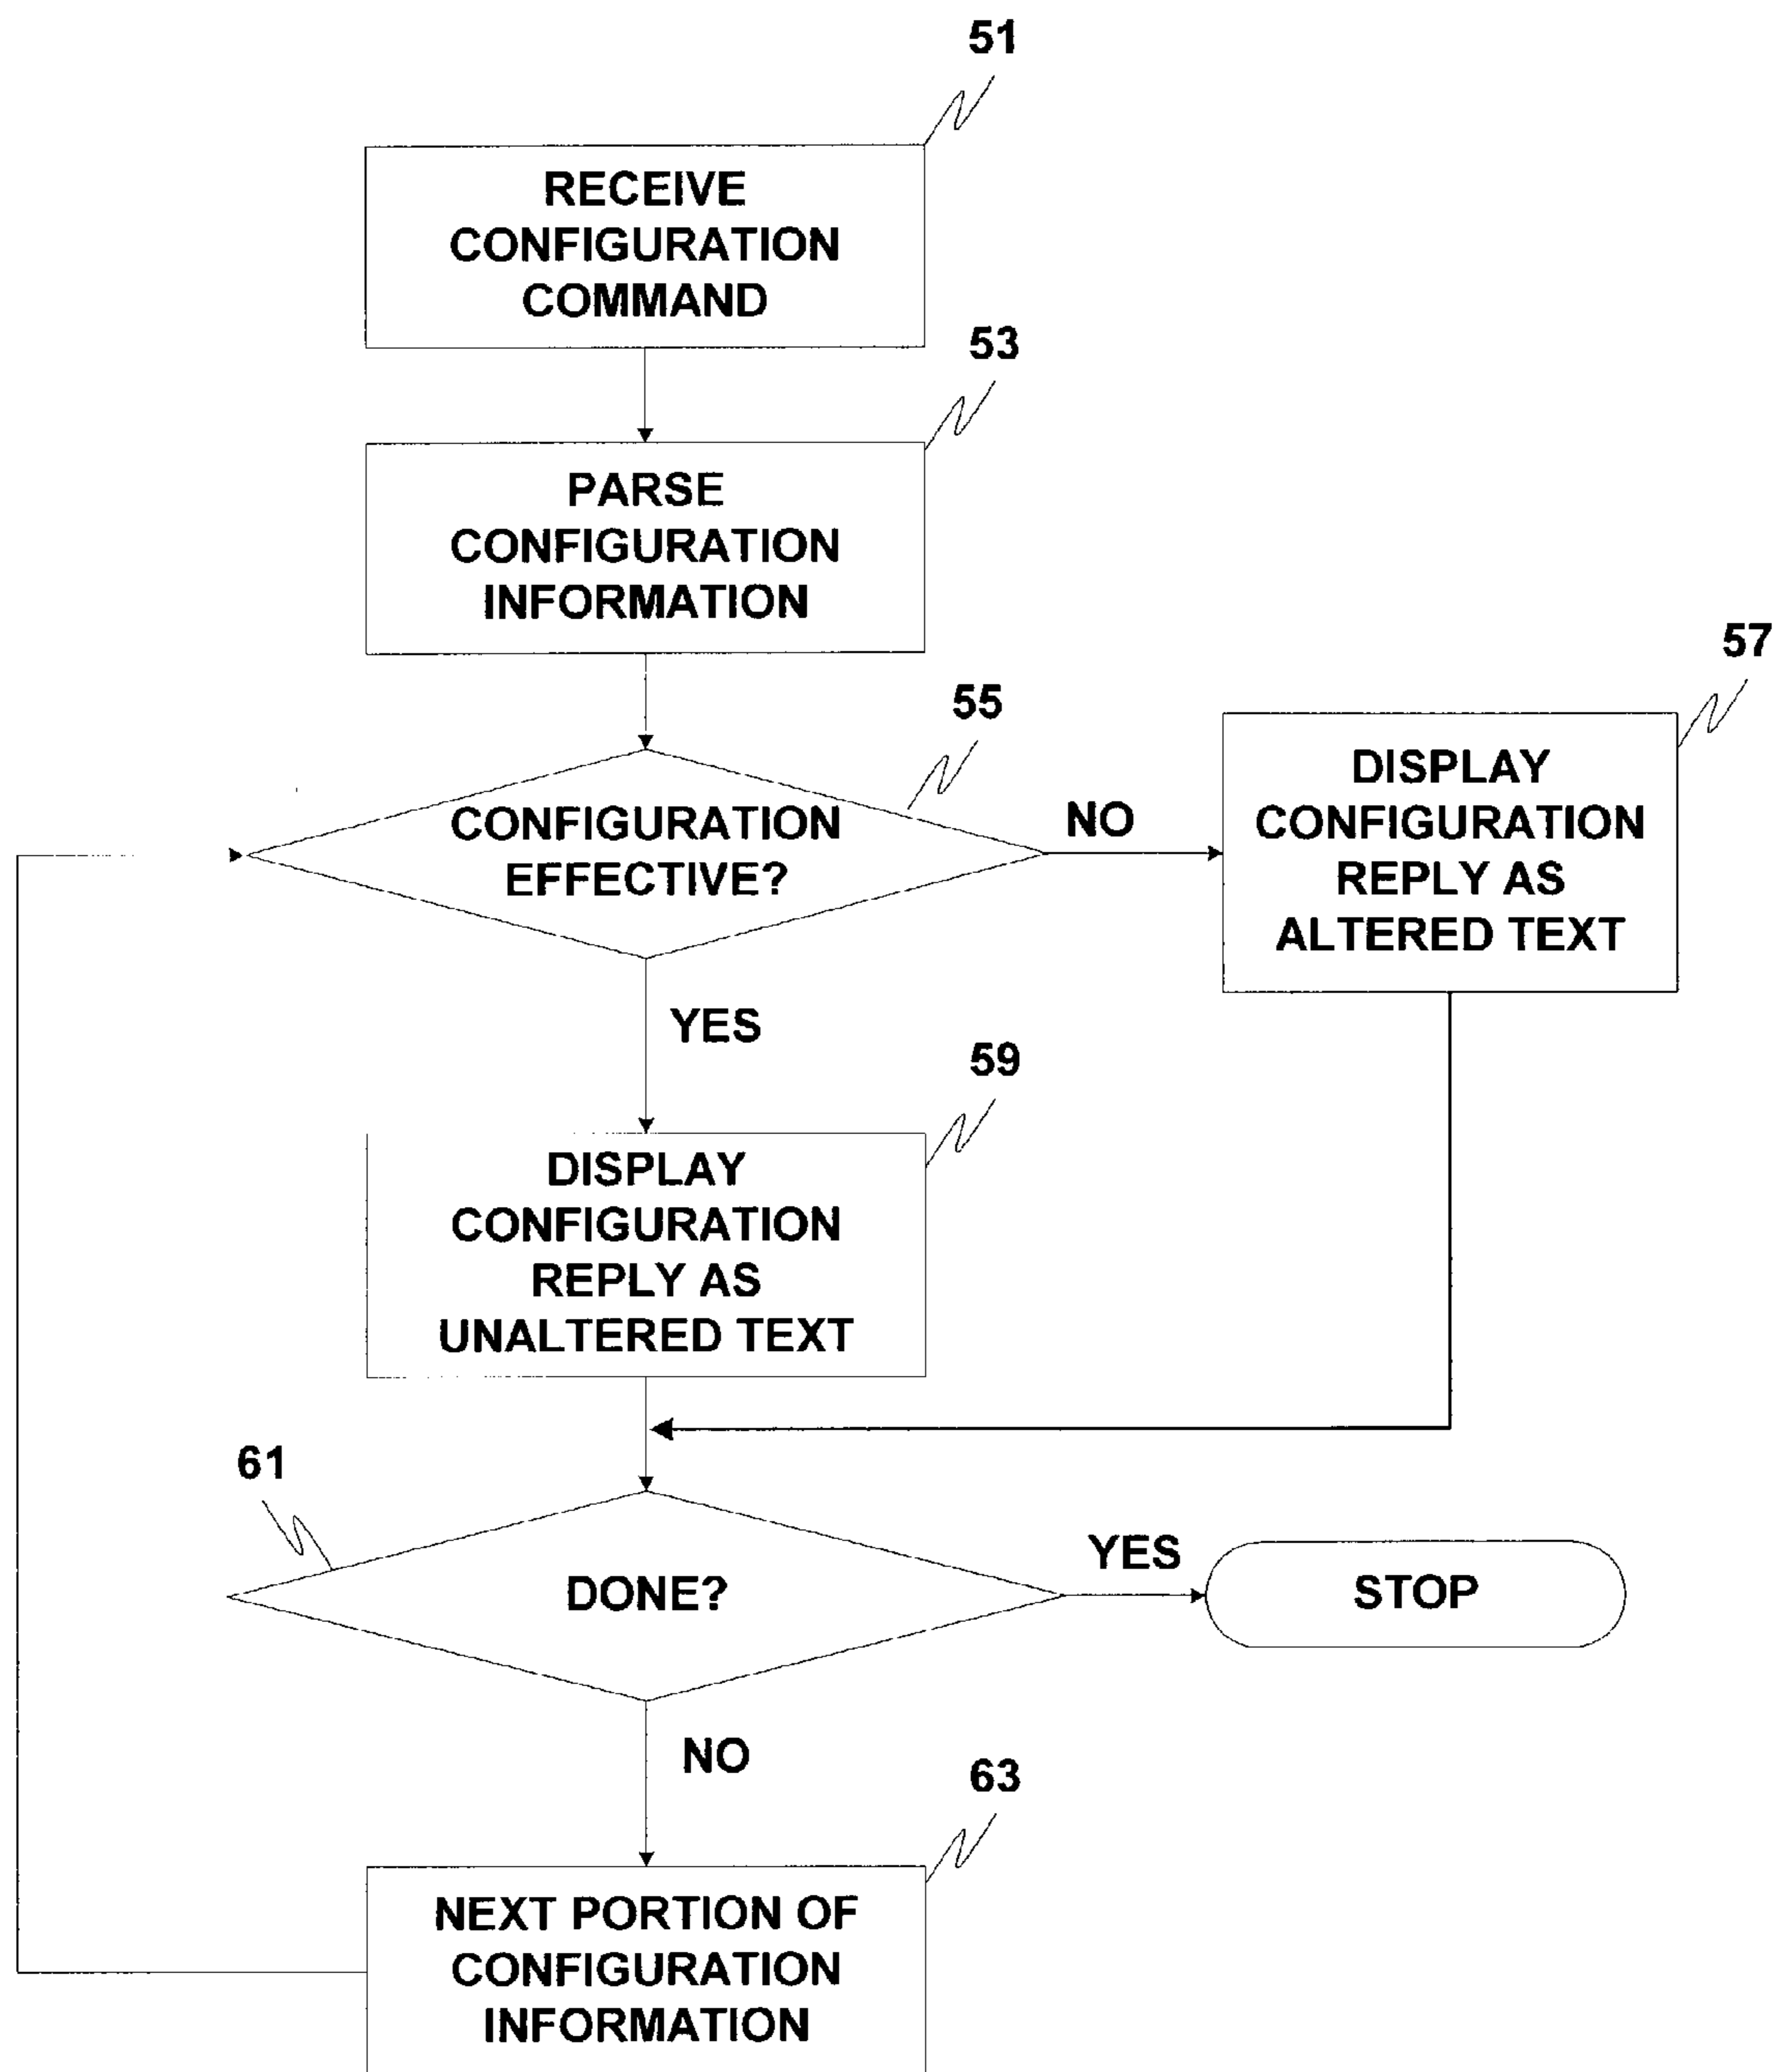 51
RECEIVE
CONFIGURATION
COMMAND
53
PARSE
CONFIGURATION
INFORMATION
55
CONFIGURATION
EFFECTIVE?
NO
57
DISPLAY
CONFIGURATION
REPLY AS
ALTERED TEXT
YES
59
DISPLAY
CONFIGURATION
REPLY AS
UNALTERED TEXT
61
DONE?
YES
STOP
NO
63
NEXT PORTION OF
CONFIGURATION
INFORMATION